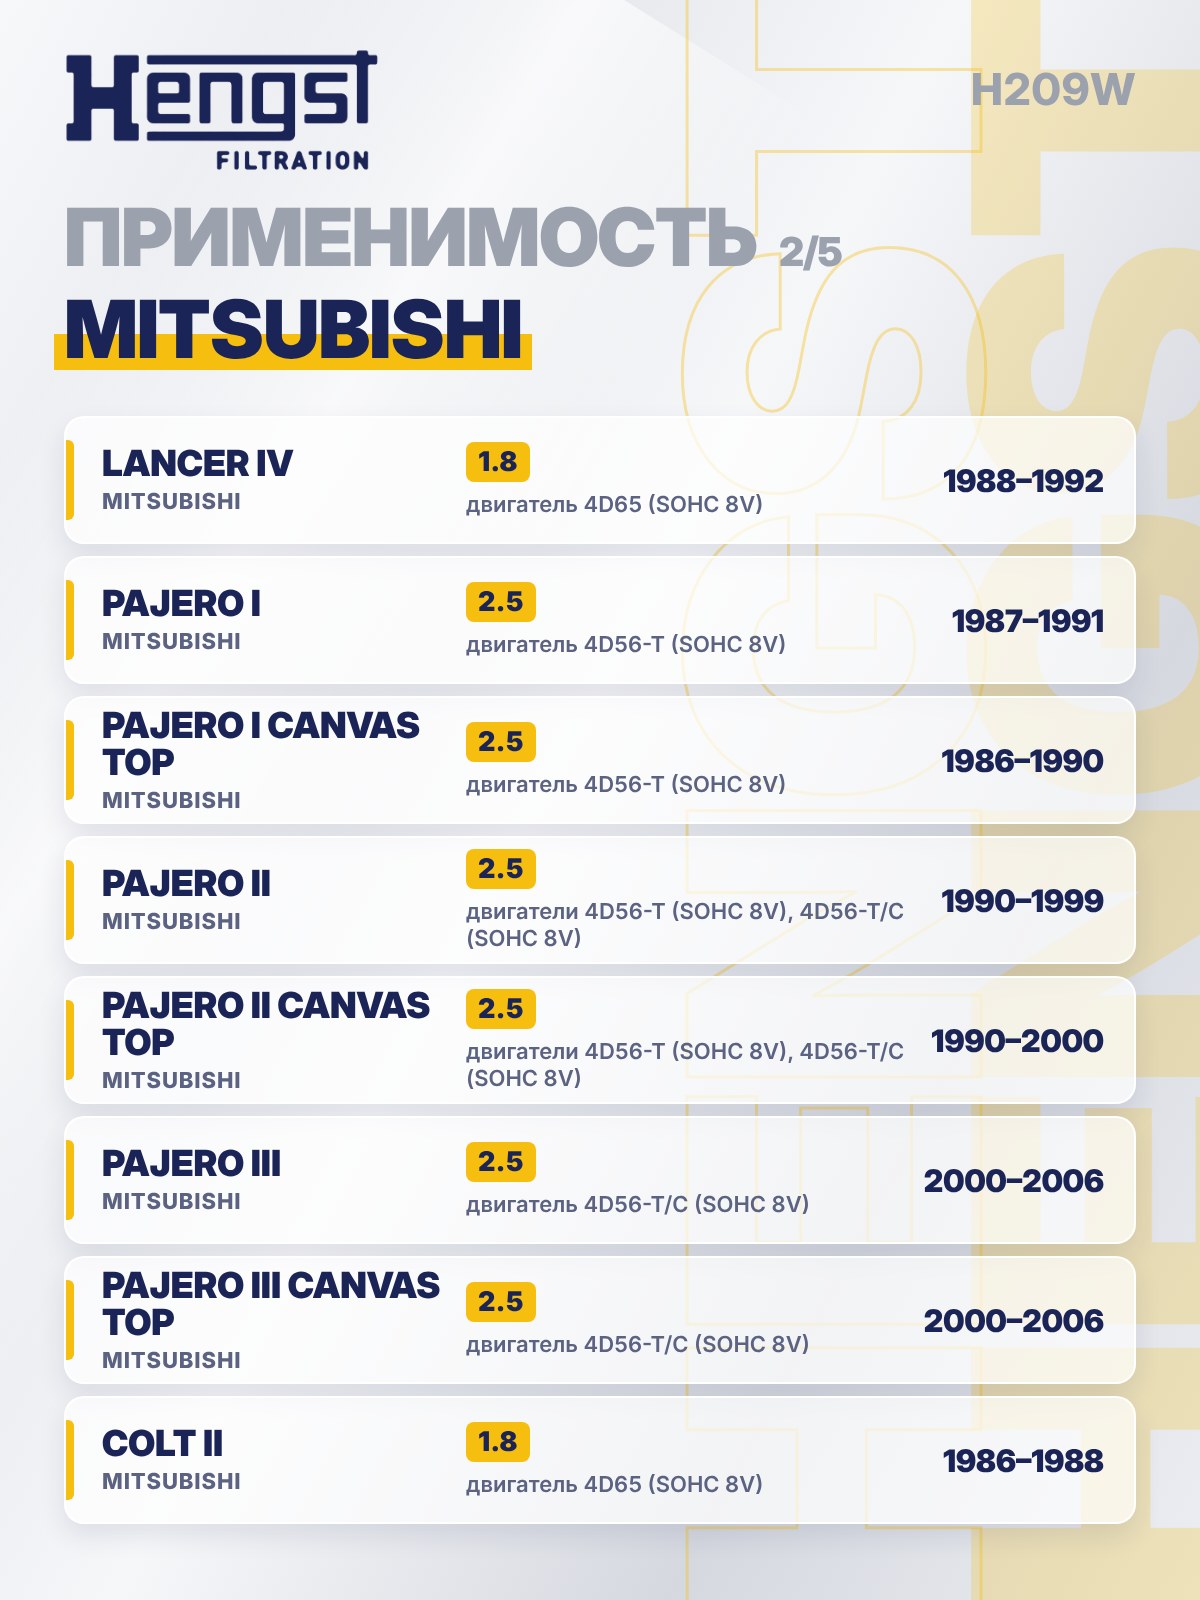 Hengst
FILTRATION
H209W
ПРИМЕНИМОСТЬ 2/5
MITSUBISHI
LANCER IV
MITSUBISHI
1.8
двигатель 4D65 (SOHC 8V)
1988–1992
PAJERO I
MITSUBISHI
2.5
двигатель 4D56-T (SOHC 8V)
1987–1991
PAJERO I CANVAS
TOP
MITSUBISHI
2.5
двигатель 4D56-T (SOHC 8V)
1986–1990
PAJERO II
MITSUBISHI
2.5
двигатели 4D56-T (SOHC 8V), 4D56-T/C
(SOHC 8V)
1990–1999
PAJERO II CANVAS
TOP
MITSUBISHI
2.5
двигатели 4D56-T (SOHC 8V), 4D56-T/C
(SOHC 8V)
1990–2000
PAJERO III
MITSUBISHI
2.5
двигатель 4D56-T/C (SOHC 8V)
2000–2006
PAJERO III CANVAS
TOP
MITSUBISHI
2.5
двигатель 4D56-T/C (SOHC 8V)
2000–2006
COLT II
MITSUBISHI
1.8
двигатель 4D65 (SOHC 8V)
1986–1988
HENGST
HENGST